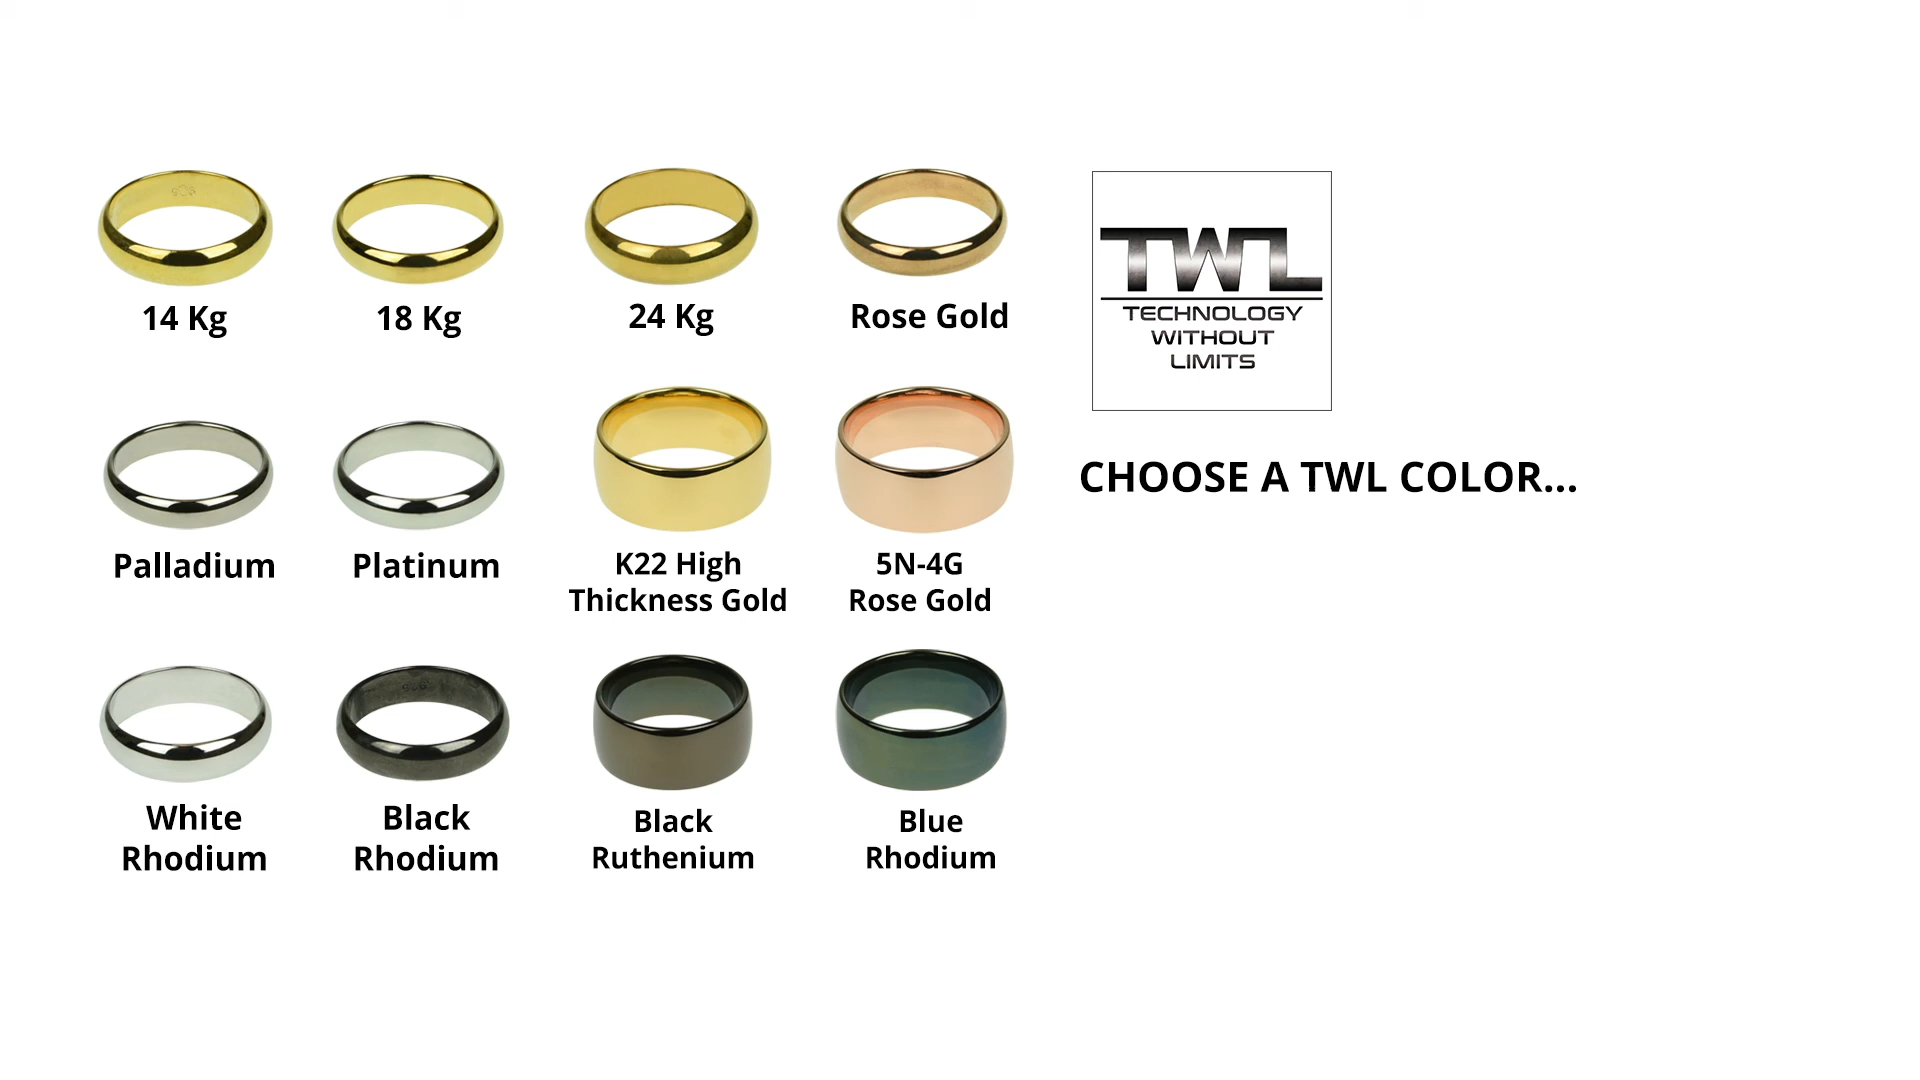 14 Kg
18 Kg
24 Kg
Rose Gold
Palladium
Platinum
K22 High
Thickness Gold
5N-4G
Rose Gold
White
Rhodium
Black
Rhodium
Black
Ruthenium
Blue
Rhodium
TWL
TECHNOLOGY
WITHOUT
LIMITS
CHOOSE A TWL COLOR...